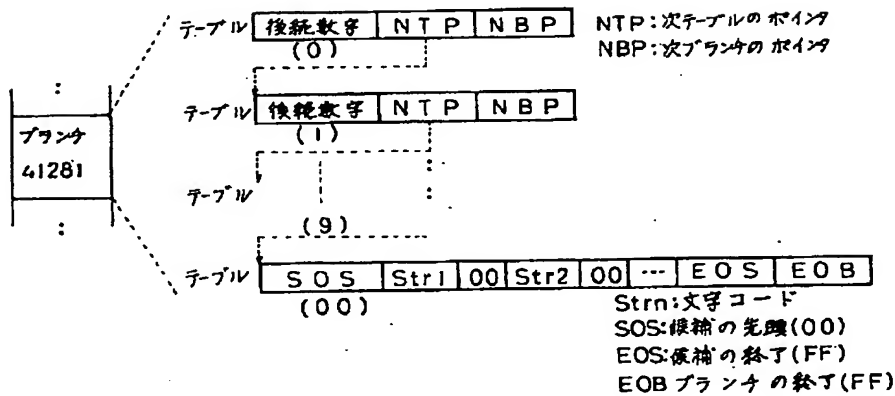 テーブル 後続数字 NTP NBP NTP:次テーブルのポインタ
(0) NBP:次ブランチのポインタ
:
テーブル 後続数字 NTP NBP
ブランチ (1)
41281 :
テーブル :
: (9)
テーブル SOS Str1 00 Str2 00 … EOS EOB
(00) Strn:文字コード
SOS:候補の先頭(00)
EOS:候補の終了(FF)
EOB ブランチの終了(FF)